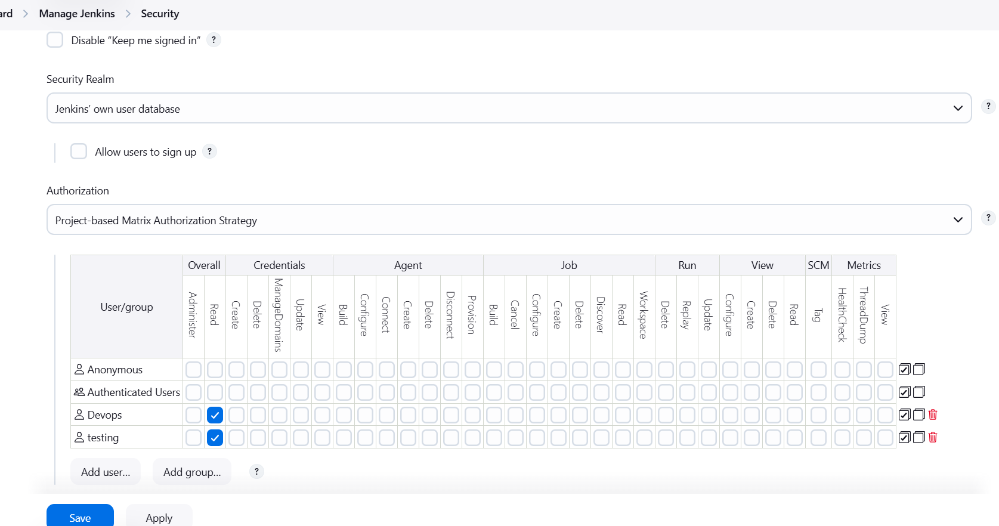 ard > Manage Jenkins > Security
Disable “Keep me signed in” ?
Security Realm
Jenkins’ own user database
?
Allow users to sign up ?
Authorization
Project-based Matrix Authorization Strategy
?
User/group
Overall Credentials Agent Job Run View SCM Metrics
Administer
Read
Create
Delete
ManageDomains
Update
View
Build
Configure
Connect
Create
Delete
Disconnect
Provision
Build
Cancel
Configure
Create
Delete
Discover
Read
Workspace
Delete
Replay
Update
Configure
Create
Delete
Read
Tag
HealthCheck
ThreadDump
View
Anonymous
Authenticated Users
Devops
testing
Add user... Add group... ?
Save Apply